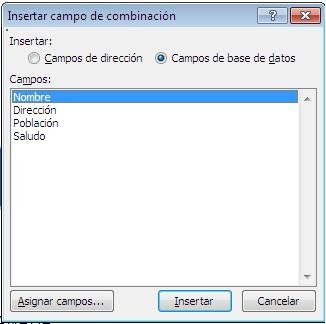 Insertar campo de combinación
Insertar:
Campos de dirección Campos de base de datos
Campos:
Nombre
Dirección
Población
Saludo
Asignar campos... Insertar Cancelar